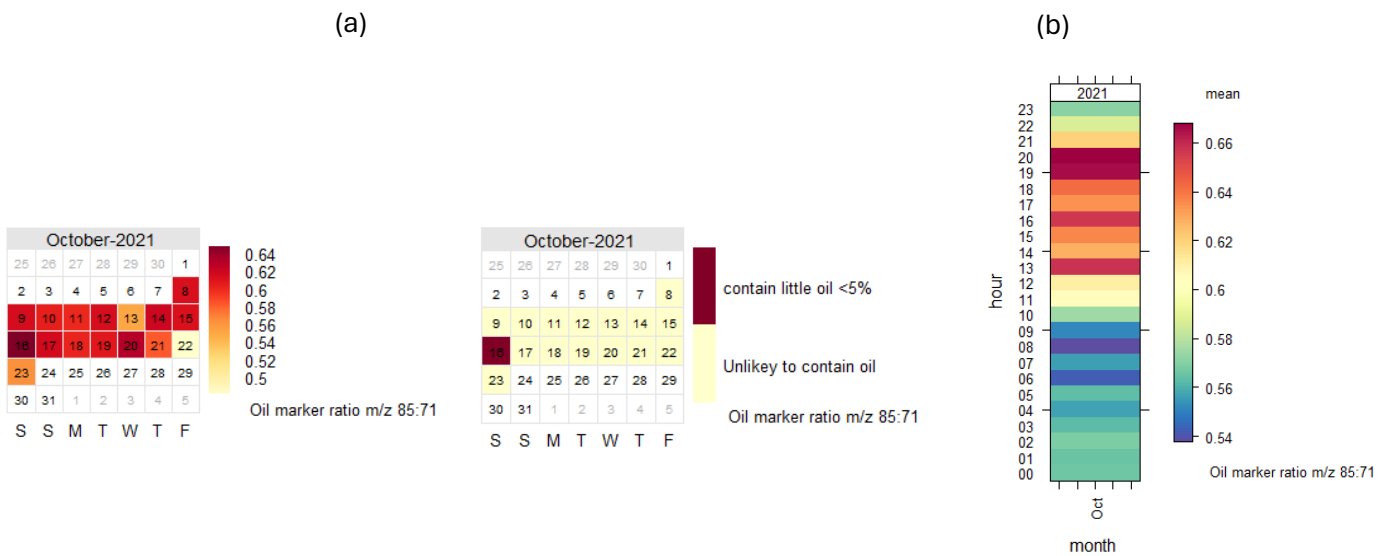 (a)
October-2021
25 26 27 28 29 30 1
2 3 4 5 6 7 8
9 10 11 12 13 14 15
16 17 18 19 20 21 22
23 24 25 26 27 28 29
30 31 1 2 3 4 5
S S M T W T F
0.64
0.62
0.6
0.58
0.56
0.54
0.52
0.5
Oil marker ratio m/z 85:71
October-2021
25 26 27 28 29 30 1
2 3 4 5 6 7 8
9 10 11 12 13 14 15
16 17 18 19 20 21 22
23 24 25 26 27 28 29
30 31 1 2 3 4 5
S S M T W T F
contain little oil <5%
Unlikey to contain oil
Oil marker ratio m/z 85:71
(b)
2021
hour
23
22
21
20
19
18
17
16
15
14
13
12
11
10
09
08
07
06
05
04
03
02
01
00
Oct
month
mean
0.66
0.64
0.62
0.6
0.58
0.56
0.54
Oil marker ratio m/z 85:71